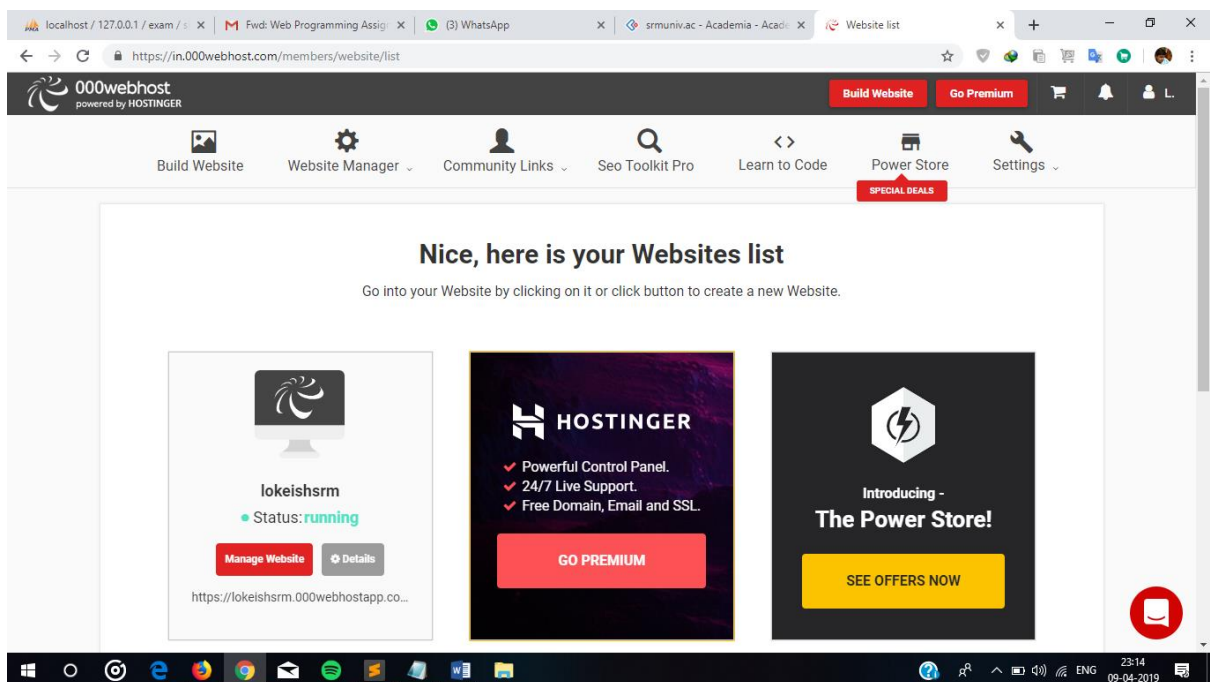 localhost / 127.0.0.1 / exam / s
Fwd: Web Programming Assig
(3) WhatsApp
srmuniv.ac - Academia - Acade
Website list
https://in.000webhost.com/members/website/list
000webhost
powered by HOSTINGER
Build Website
Go Premium
L.
Build Website
Website Manager
Community Links
Seo Toolkit Pro
Learn to Code
Power Store
Settings
SPECIAL DEALS
Nice, here is your Websites list
Go into your Website by clicking on it or click button to create a new Website.
lokeishsrm
Status:running
Manage Website
Details
https://lokeishsrm.000webhostapp.co...
HOSTINGER
Powerful Control Panel.
24/7 Live Support.
Free Domain, Email and SSL.
GO PREMIUM
Introducing -
The Power Store!
SEE OFFERS NOW
ENG
23:14
09-04-2019